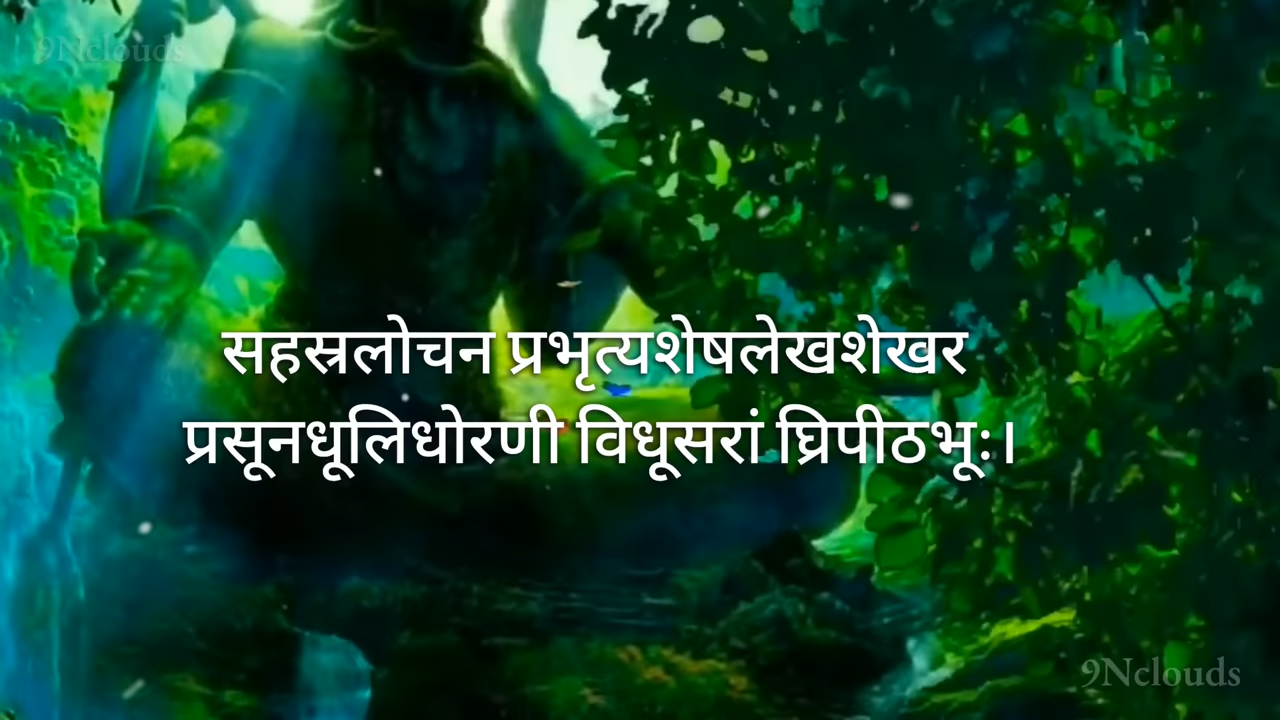 9Nclouds
सहस्रलोचन प्रभृत्यशेषलेखशेखर
प्रसूनधूलिधोरणी विधूसरां घ्रिपीठभूः।
9Nclouds